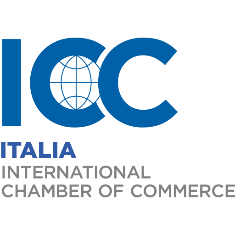 ICC
ITALIA
INTERNATIONAL
CHAMBER OF COMMERCE